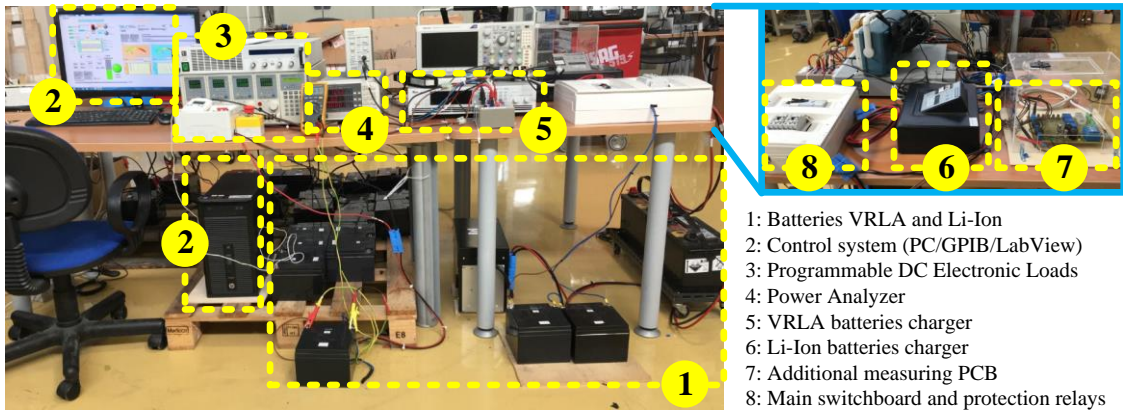 3
2
4
5
2
1
8
6
7
E6
1: Batteries VRLA and Li-Ion
2: Control system (PC/GPIB/LabView)
3: Programmable DC Electronic Loads
4: Power Analyzer
5: VRLA batteries charger
6: Li-Ion batteries charger
7: Additional measuring PCB
8: Main switchboard and protection relays